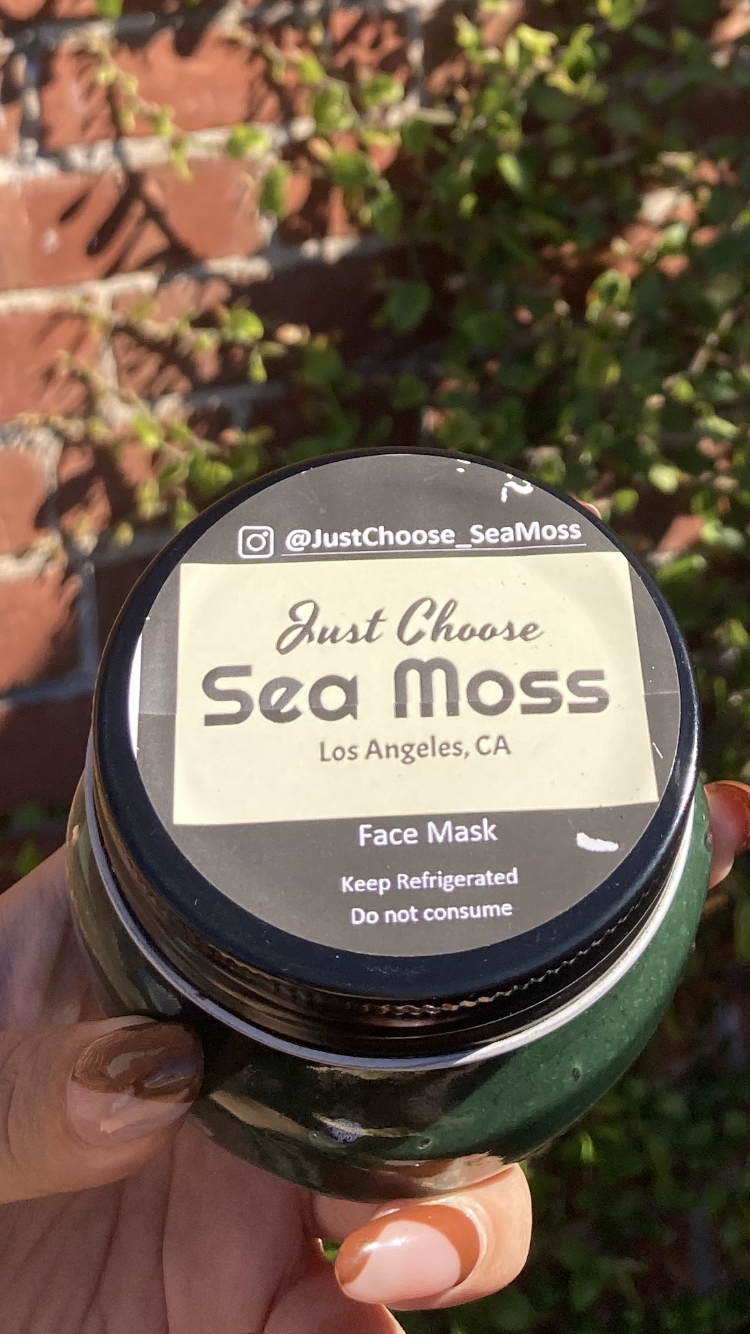 @JustChoose_SeaMoss
Just Choose
Sea Moss
Los Angeles, CA
Face Mask
Keep Refrigerated
Do not consume